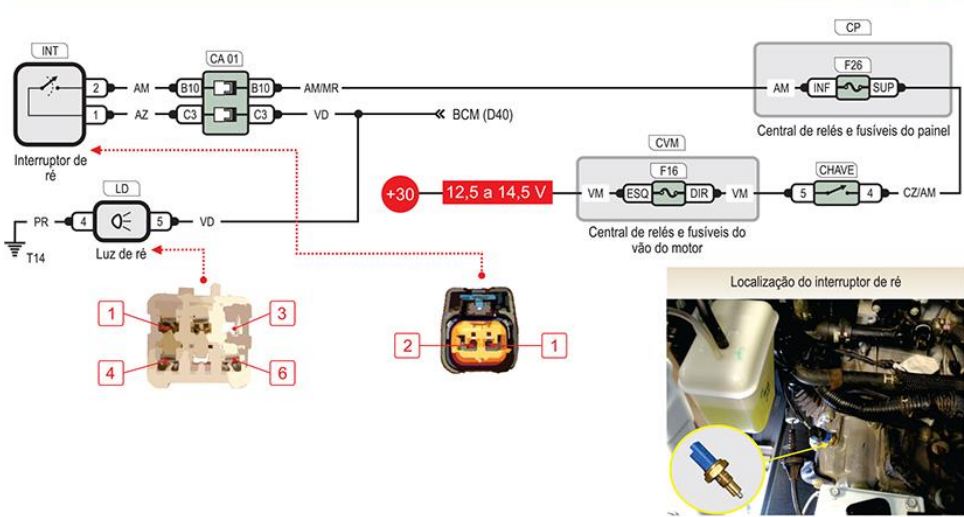 CP
INT
CA 01
F26
2 AM B10 B10 AM/MR AM INF SUP
1 AZ C3 C3 VD BCM (D40)
Central de relés e fusíveis do painel
Interruptor de
ré
CVM
F16
CHAVE
LD
+30 12,5 a 14,5 V VM ESQ DIR VM 5 4 CZ/AM
PR 4 5 VD
Central de relés e fusíveis do
vão do motor
T14
Luz de ré
Localização do interruptor de ré
1 3
4 6
2 1